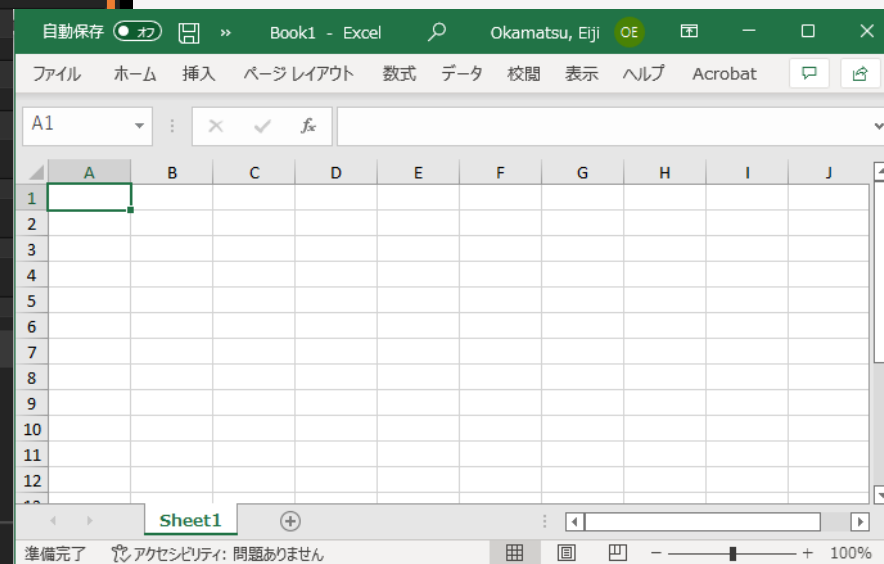 自動保存 オフ » Book1 - Excel Okamatsu, Eiji OE
ファイル ホーム 挿入 ページ レイアウト 数式 データ 校閲 表示 ヘルプ Acrobat
A1 fx
A B C D E F G H I J
1
2
3
4
5
6
7
8
9
10
11
12
Sheet1
準備完了 アクセシビリティ: 問題ありません 100%